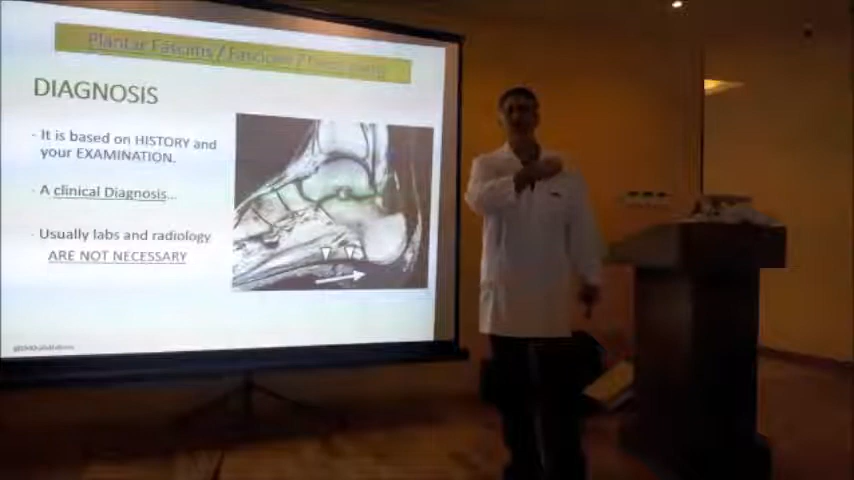 Plantar Fasciitis / Fasciosis /
DIAGNOSIS
- It is based on HISTORY and
your EXAMINATION.
- A clinical Diagnosis...
- Usually labs and radiology
ARE NOT NECESSARY